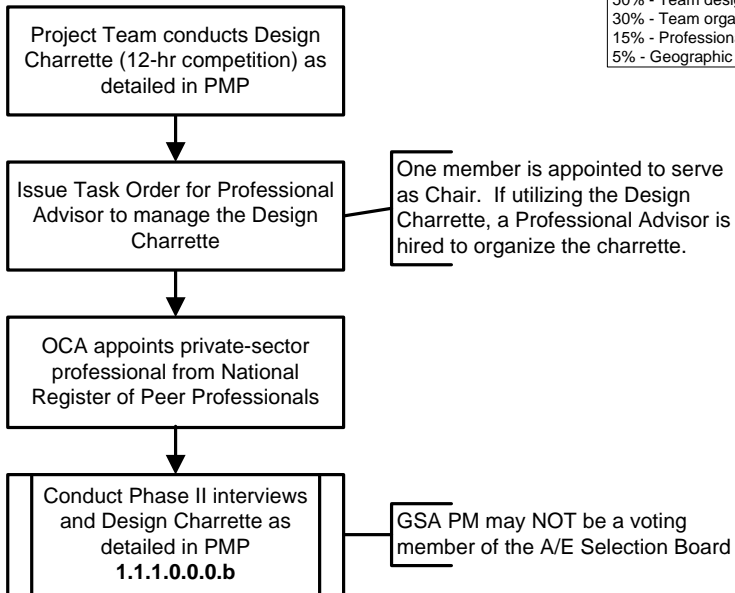 50% - Team
30% - Team
15% -
5% - Geographic
Project Team conducts Design
Charrette (12-hr competition) as
detailed in PMP
Issue Task Order for Professional
Advisor to manage the Design
Charrette
One member is appointed to serve
as Chair. If utilizing the Design
Charrette, a Professional Advisor is
hired to organize the charrette.
OCA appoints private-sector
professional from National
Register of Peer Professionals
Conduct Phase II interviews
and Design Charrette as
detailed in PMP
1.1.1.0.0.0.b
GSA PM may NOT be a voting
member of the A/E Selection Board